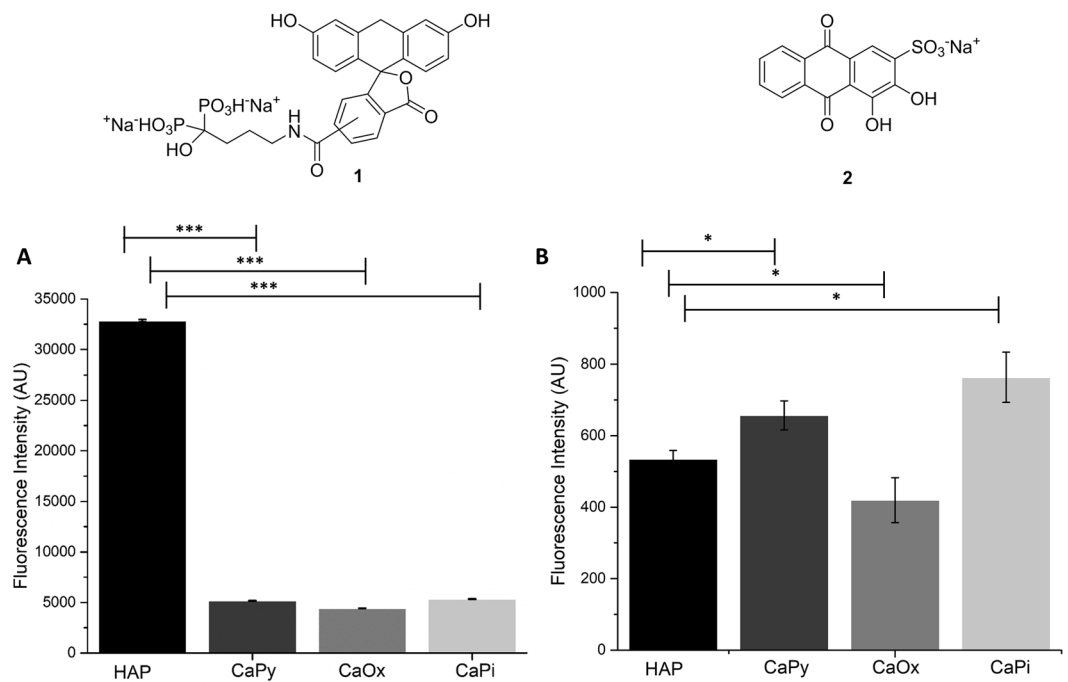 HO
OH
O
O
PO₃H⁻Na⁺
⁺Na⁻HO₃P
HO
H
N
O
1
O
SO₃⁻Na⁺
O
OH
OH
2
A
***
***
***
Fluorescence Intensity (AU)
35000
30000
25000
20000
15000
10000
5000
0
HAP
CaPy
CaOx
CaPi
B
*
*
*
Fluorescence Intensity (AU)
1000
800
600
400
200
0
HAP
CaPy
CaOx
CaPi